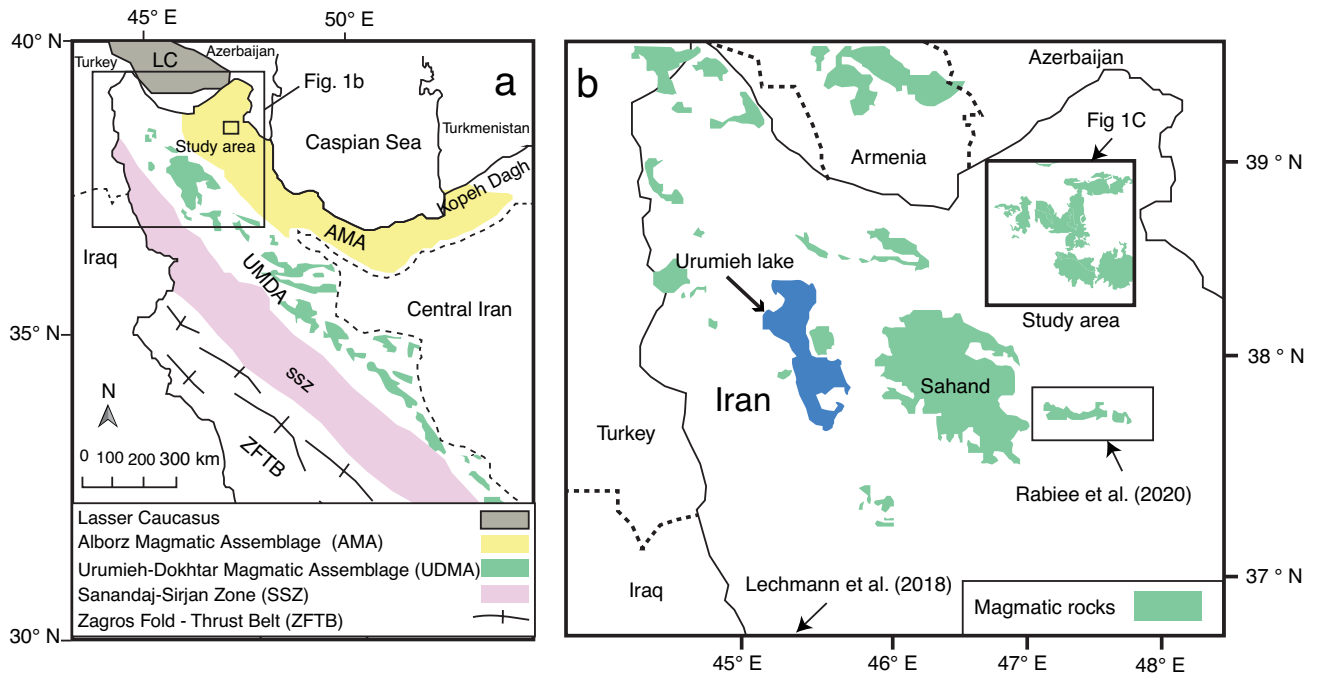 45° E
50° E
40° N
Turkey
LC
Azerbaijan
a
Fig. 1b
Caspian Sea
Turkmenistan
Study area
Kopeh Dagh
AMA
Iraq
UMDA
Central Iran
35° N
SSZ
N
ZFTB
0 100 200 300 km
Lasser Caucasus
Alborz Magmatic Assemblage (AMA)
Urumieh-Dokhtar Magmatic Assemblage (UDMA)
Sanandaj-Sirjan Zone (SSZ)
Zagros Fold - Thrust Belt (ZFTB)
30° N
b
Azerbaijan
Fig 1C
Armenia
39 ° N
Urumieh lake
Study area
38 ° N
Iran
Sahand
Turkey
Rabiee et al. (2020)
Iraq
Lechmann et al. (2018)
37 ° N
Magmatic rocks
45° E
46° E
47° E
48° E